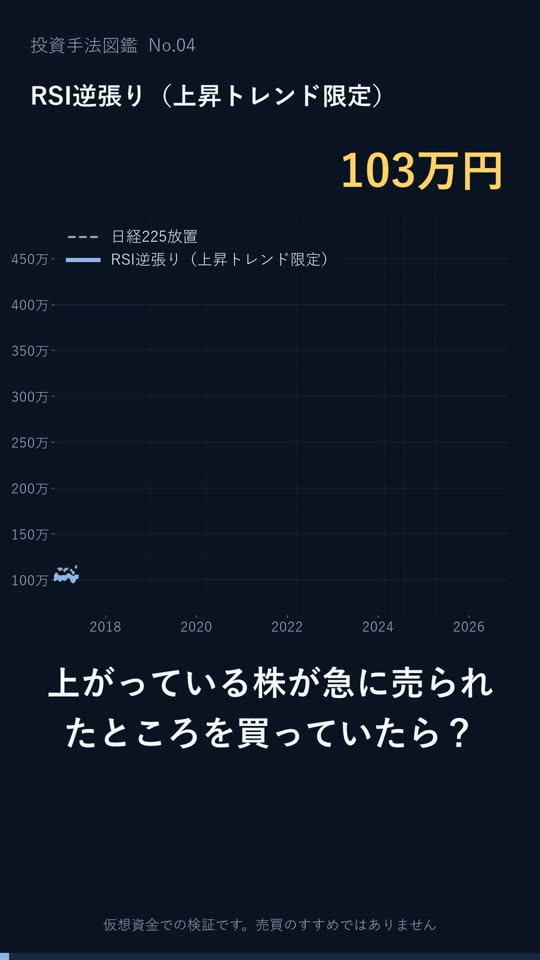 投資手法図鑑 No.04
RSI逆張り（上昇トレンド限定）
103万円
日経225放置
RSI逆張り（上昇トレンド限定）
450万
400万
350万
300万
250万
200万
150万
100万
2018 2020 2022 2024 2026
上がっている株が急に売られ
たところを買っていたら？
仮想資金での検証です。売買のすすめではありません